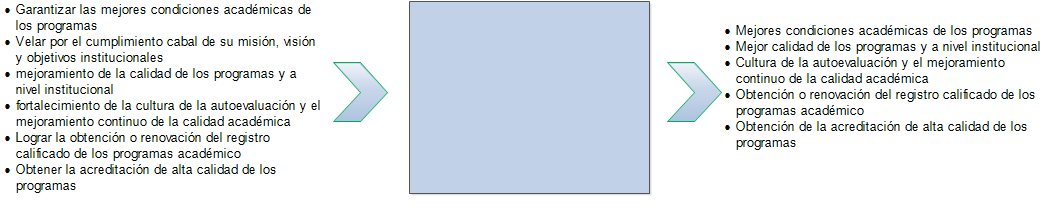 • Garantizar las mejores condiciones académicas de
los programas
• Velar por el cumplimiento cabal de su misión, visión
y objetivos institucionales
• mejoramiento de la calidad de los programas y a
nivel institucional
• fortalecimiento de la cultura de la autoevaluación y el
mejoramiento continuo de la calidad académica
• Lograr la obtención o renovación del registro
calificado de los programas académico
• Obtener la acreditación de alta calidad de los
programas
• Mejores condiciones académicas de los programas
• Mejor calidad de los programas y a nivel institucional
• Cultura de la autoevaluación y el mejoramiento
continuo de la calidad académica
• Obtención o renovación del registro calificado de los
programas académico
• Obtención de la acreditación de alta calidad de los
programas